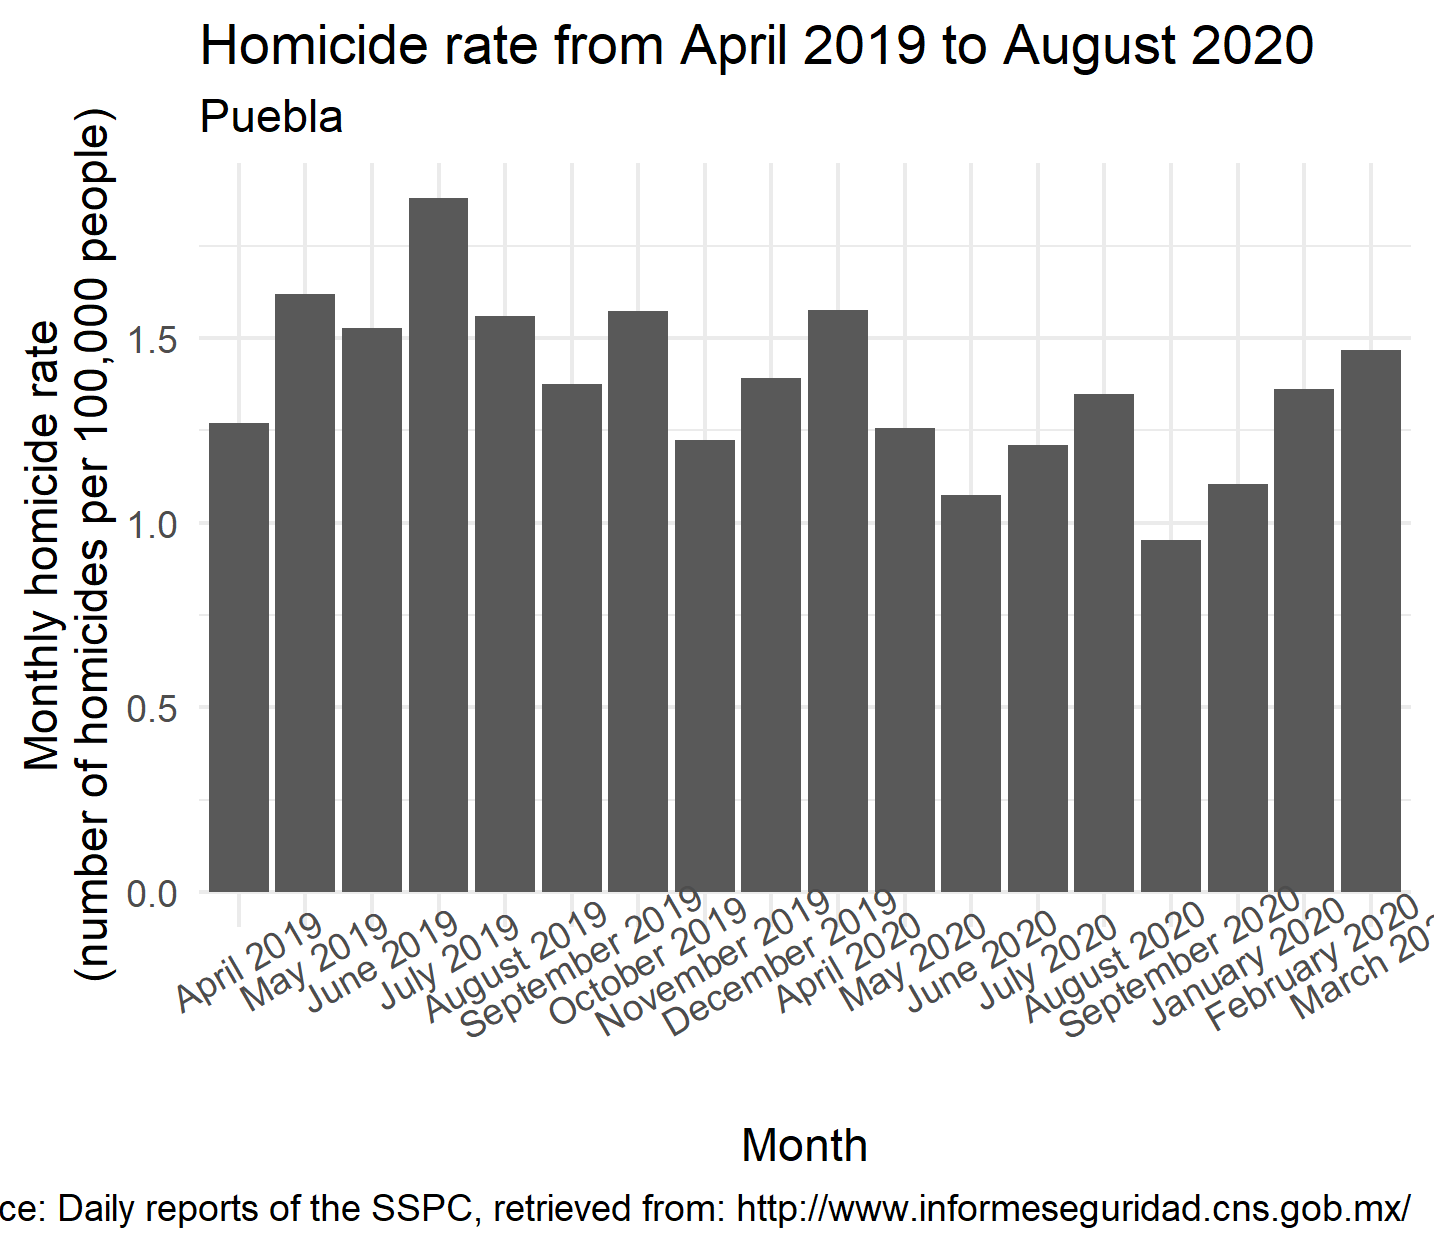 Homicide rate from April 2019 to August 2020
Puebla
Monthly homicide rate
(number of homicides per 100,000 people)
1.5
1.0
0.5
0.0
April 2019
May 2019
June 2019
July 2019
August 2019
September 2019
October 2019
November 2019
December 2019
April 2020
May 2020
June 2020
July 2020
August 2020
September 2020
January 2020
February 2020
March 202
Month
ce: Daily reports of the SSPC, retrieved from: http://www.informeseguridad.cns.gob.mx/